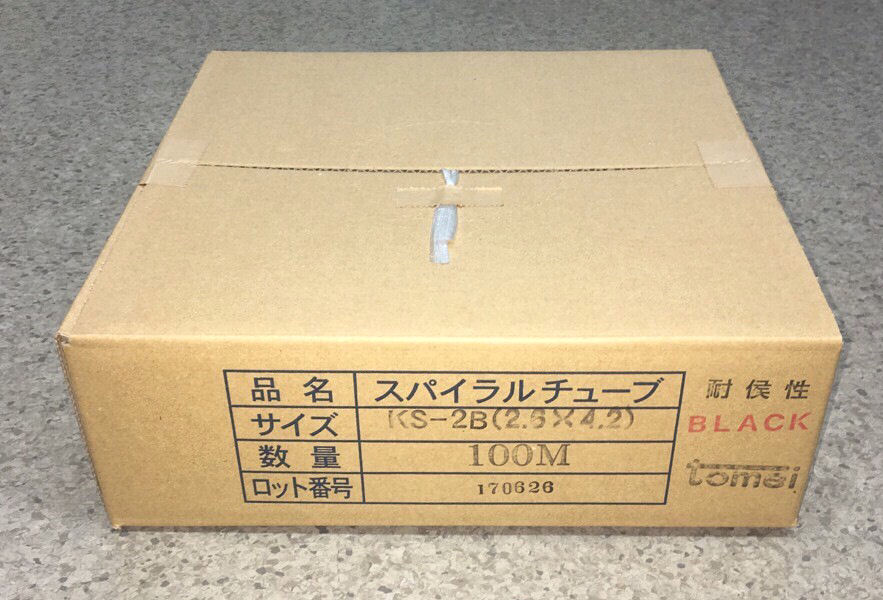 品名 スパイラルチューブ
サイズ KS-2B(2.6×4.2)
数量 100M
ロット番号 170626
耐侯性
BLACK
tomei